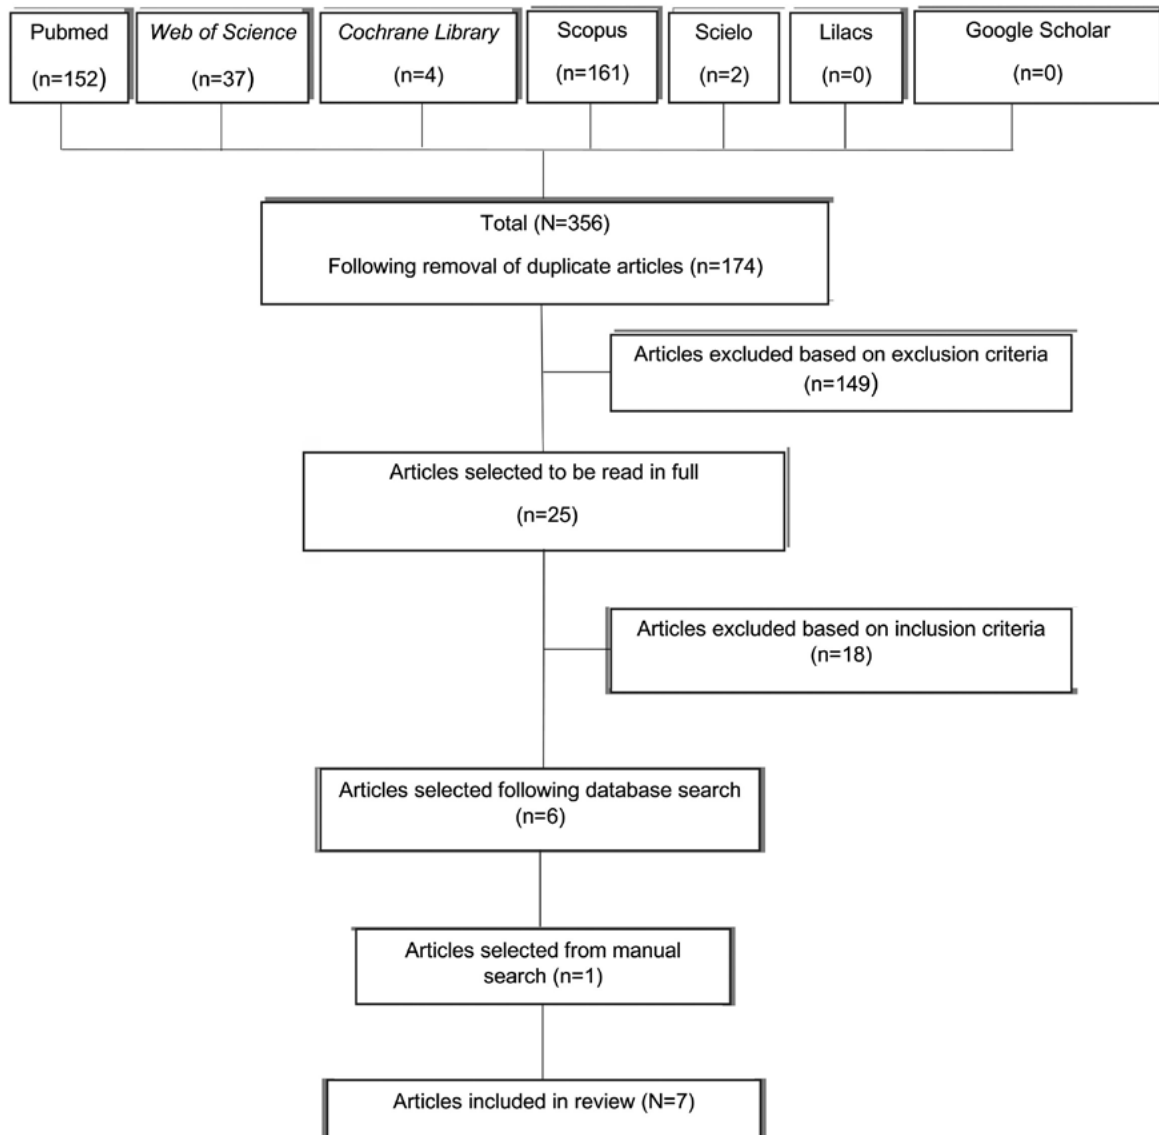 Pubmed
(n=152)
Web of Science
(n=37)
Cochrane Library
(n=4)
Scopus
(n=161)
Scielo
(n=2)
Lilacs
(n=0)
Google Scholar
(n=0)
Total (N=356)
Following removal of duplicate articles (n=174)
Articles excluded based on exclusion criteria
(n=149)
Articles selected to be read in full
(n=25)
Articles excluded based on inclusion criteria
(n=18)
Articles selected following database search
(n=6)
Articles selected from manual
search (n=1)
Articles included in review (N=7)